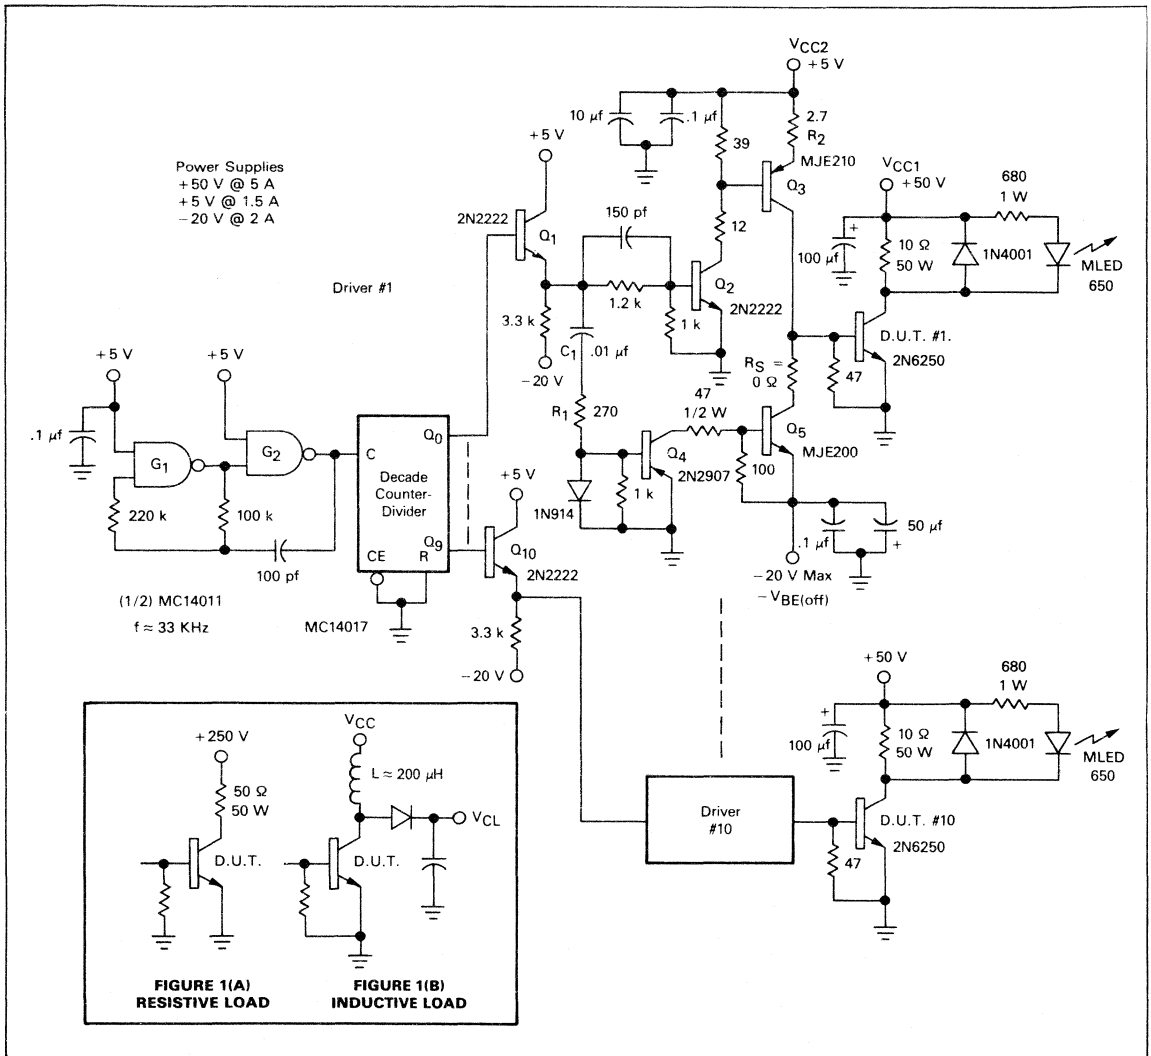 VCC2
+5 V
10 µf
.1 µf
2.7
R2
39
MJE210
Q3
Power Supplies
+50 V @ 5 A
+5 V @ 1.5 A
−20 V @ 2 A
+5 V
2N2222
Q1
150 pf
12
VCC1
+50 V
680
1 W
+
100 µf
10 Ω
50 W
1N4001
MLED
650
Driver #1
Q2
2N2222
1.2 k
1 k
3.3 k
−20 V
C1
.01 µf
D.U.T. #1.
2N6250
RS =
0 Ω
47
R1
270
47
1/2 W
Q5
MJE200
Q4
2N2907
100
1N914
1 k
.1 µf
50 µf
+
−20 V Max
− VBE(off)
+5 V
+5 V
.1 µf
G1
G2
220 k
100 k
100 pf
C
Q0
Decade
Counter-
Divider
Q9
CE
R
+5 V
Q10
2N2222
(1/2) MC14011
f ≈ 33 KHz
MC14017
3.3 k
−20 V
+50 V
680
1 W
+
100 µf
10 Ω
50 W
1N4001
MLED
650
Driver
#10
D.U.T. #10
2N6250
47
+250 V
50 Ω
50 W
D.U.T.
VCC
L ≈ 200 µH
VCL
D.U.T.
FIGURE 1(A)
RESISTIVE LOAD
FIGURE 1(B)
INDUCTIVE LOAD